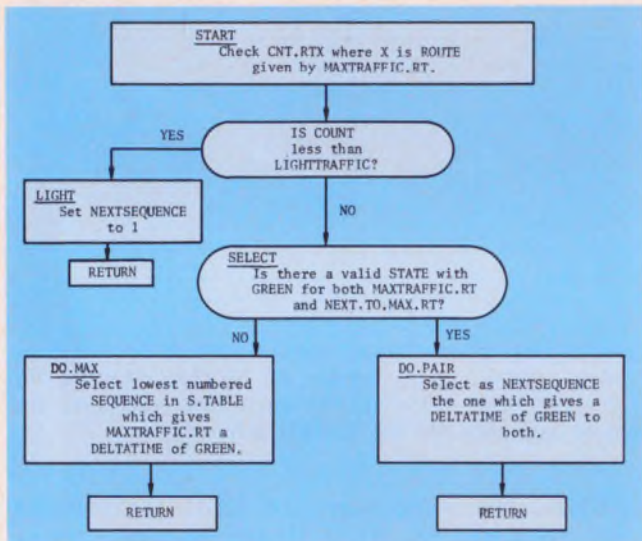 START
Check CNT.RTX where X is ROUTE
given by MAXTRAFFIC.RT.
YES
IS COUNT
less than
LIGHTTRAFFIC?
LIGHT
Set NEXTSEQUENCE
to 1
RETURN
NO
SELECT
Is there a valid STATE with
GREEN for both MAXTRAFFIC.RT
and NEXT.TO.MAX.RT?
NO
YES
DO.MAX
Select lowest numbered
SEQUENCE in S.TABLE
which gives
MAXTRAFFIC.RT a
DELTATIME of GREEN.
DO.PAIR
Select as NEXTSEQUENCE
the one which gives a
DELTATIME of GREEN to
both.
RETURN
RETURN